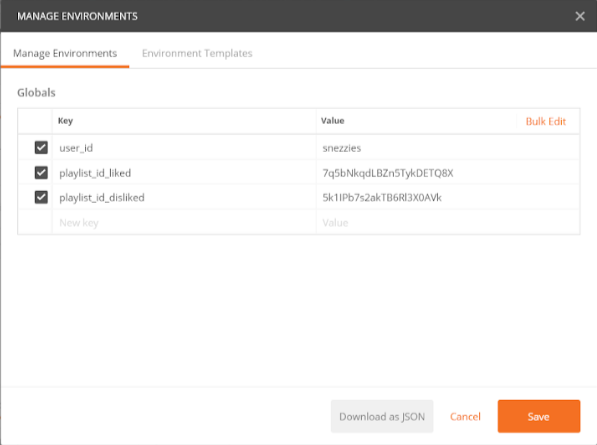 MANAGE ENVIRONMENTS
Manage Environments Environment Templates
Globals
Key Value Bulk Edit
user_id snezzies
playlist_id_liked 7q5bNkqdLBZn5TykDETQ8X
playlist_id_disliked 5k1IPb7s2akTB6Rl3X0AVk
New key Value
Download as JSON Cancel Save